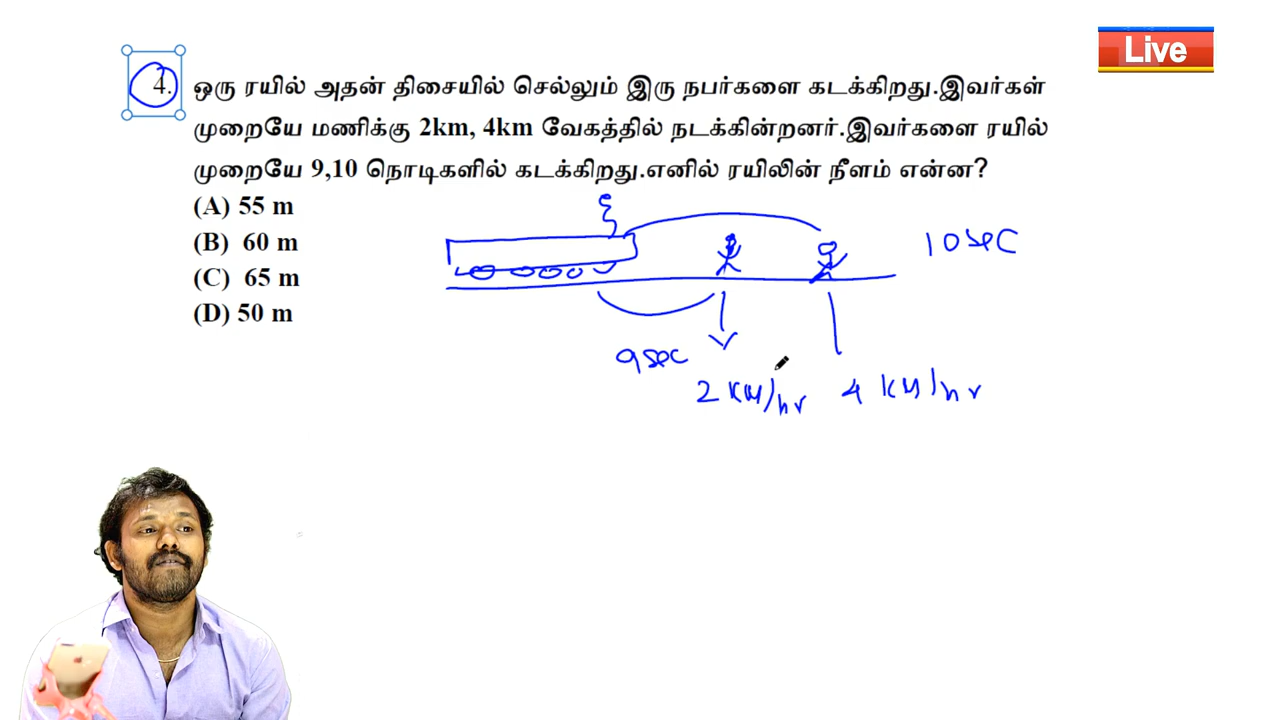 Live
4. ஒரு ரயில் அதன் திசையில் செல்லும் இரு நபர்களை கடக்கிறது.இவர்கள்
முறையே மணிக்கு 2km, 4km வேகத்தில் நடக்கின்றனர்.இவர்களை ரயில்
முறையே 9,10 நொடிகளில் கடக்கிறது.எனில் ரயிலின் நீளம் என்ன?
(A) 55 m
(B) 60 m
(C) 65 m
(D) 50 m
10 sec
9 sec
2 KM/hr 4 KM/hr